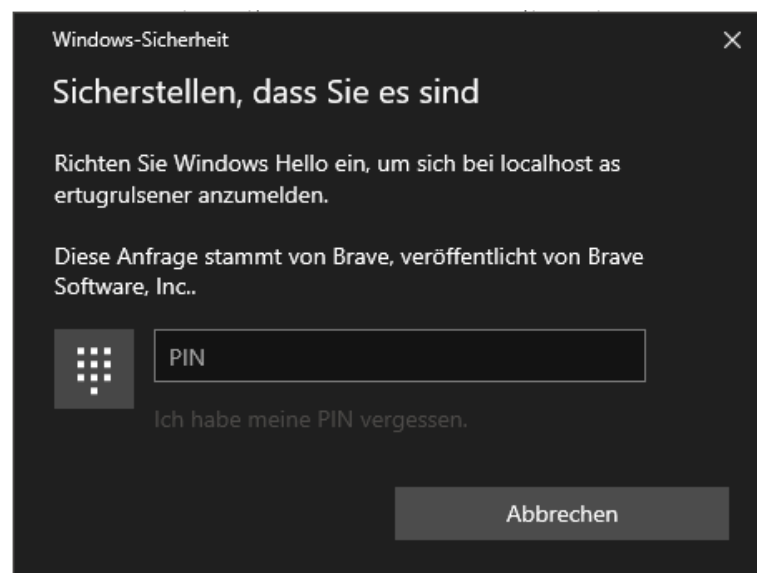 Windows-Sicherheit
Sicherstellen, dass Sie es sind
Richten Sie Windows Hello ein, um sich bei localhost as
ertugrulsener anzumelden.
Diese Anfrage stammt von Brave, veröffentlicht von Brave
Software, Inc..
PIN
Ich habe meine PIN vergessen.
Abbrechen